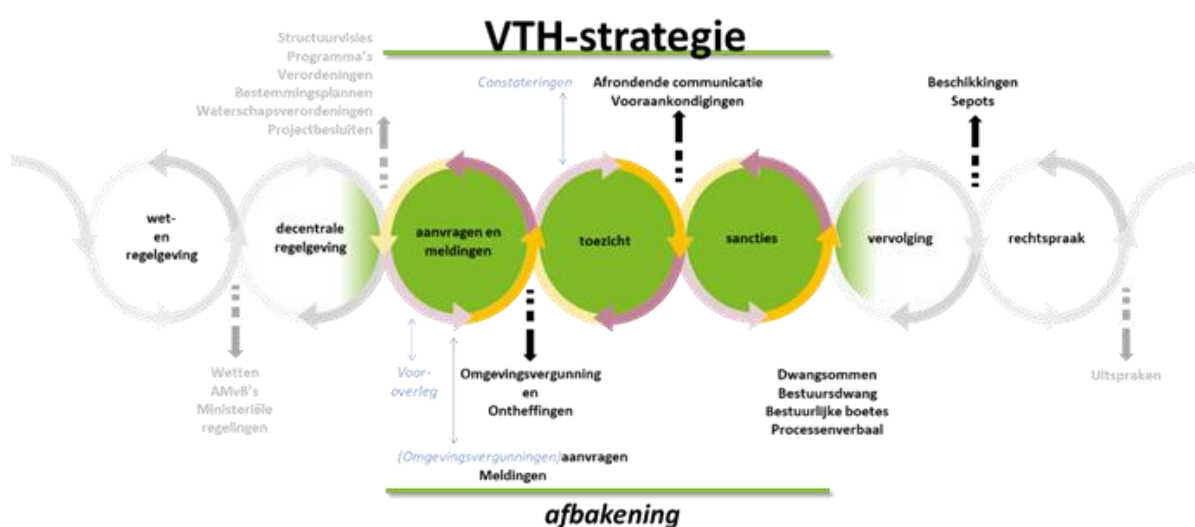 VTH-strategie
Structuurvisies
Programma's
Verordeningen
Bestemmingsplannen
Waterschapsverordeningen
Projectbesluiten
Constateringen
Afrondende communicatie
Vooraankondigingen
Beschikkingen
Sepots
wet-
en
regelgeving
decentrale
regelgeving
aanvragen en
meldingen
toezicht
sancties
vervolging
rechtspraak
Wetten
AMvB's
Ministeriële
regelingen
Voor-
overleg
Omgevingsvergunning
en
Ontheffingen
(Omgevingsvergunningen)aanvragen
Meldingen
Dwangsommen
Bestuursdwang
Bestuurlijke boetes
Processenverbaal
Uitspraken
afbakening